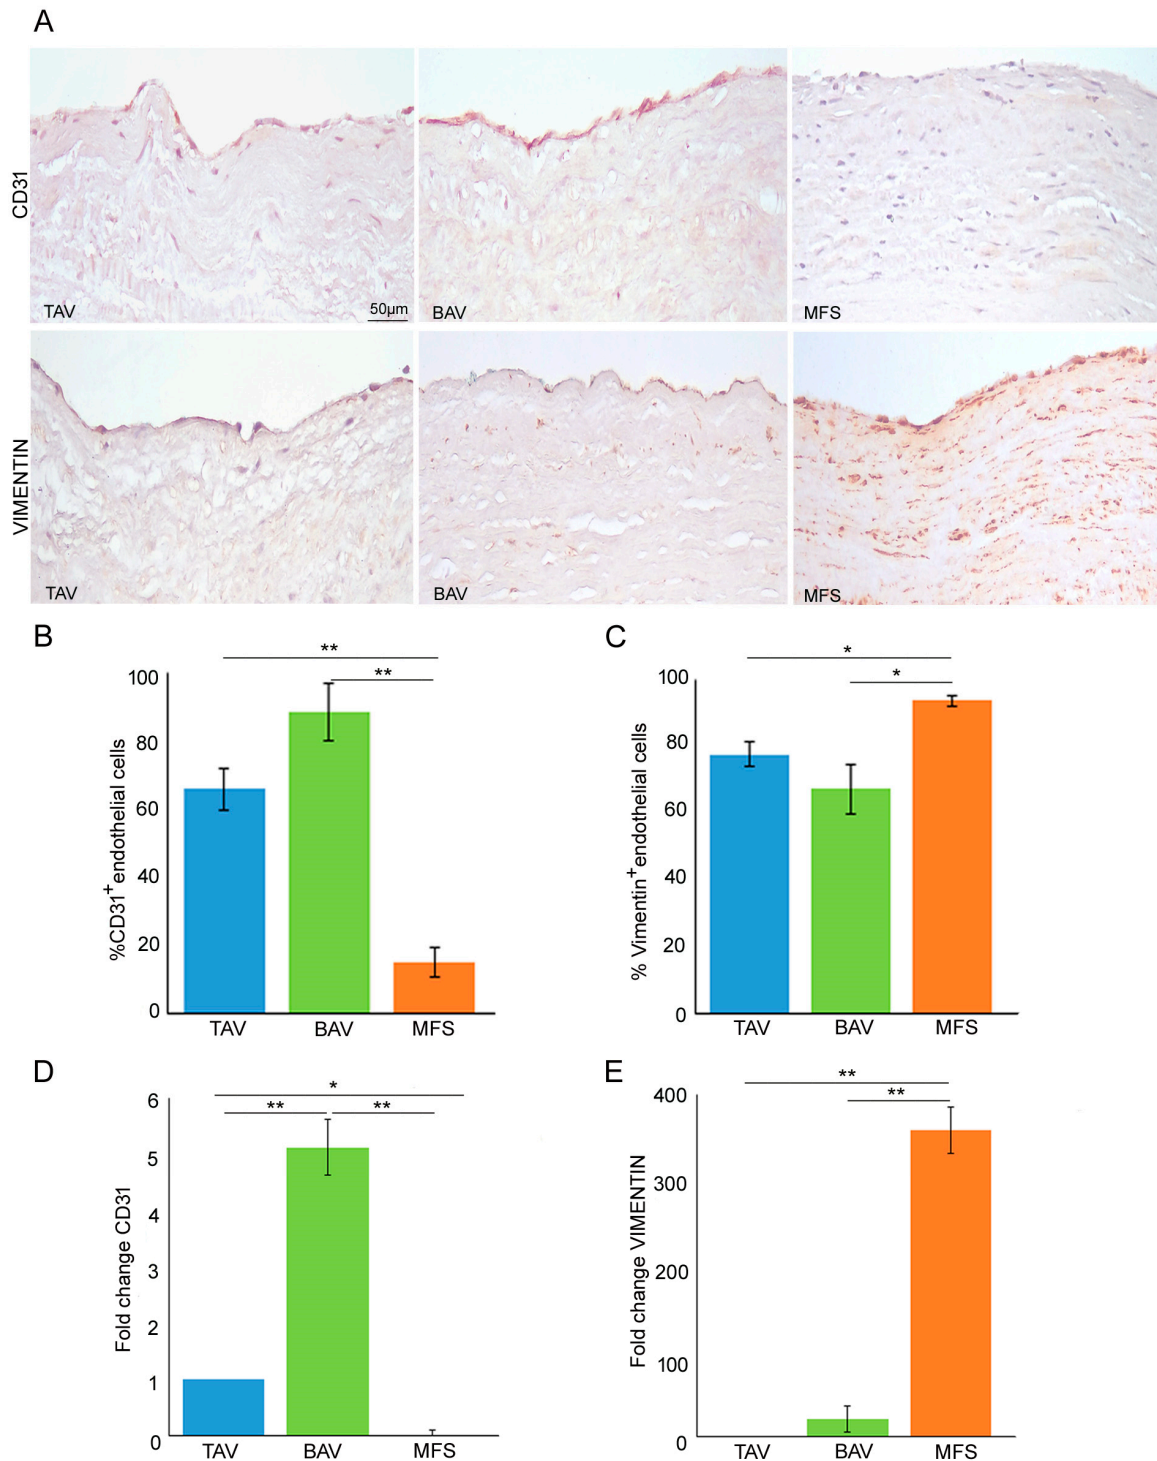 A
CD31
TAV
50µm
BAV
MFS
VIMENTIN
TAV
BAV
MFS
B
**
**
%CD31+endothelial cells
100
80
60
40
20
0
TAV
BAV
MFS
C
*
*
% Vimentin+endothelial cells
100
80
60
40
20
0
TAV
BAV
MFS
D
*
**
**
Fold change CD31
6
5
4
3
2
1
0
TAV
BAV
MFS
E
**
**
Fold change VIMENTIN
400
300
200
100
0
TAV
BAV
MFS